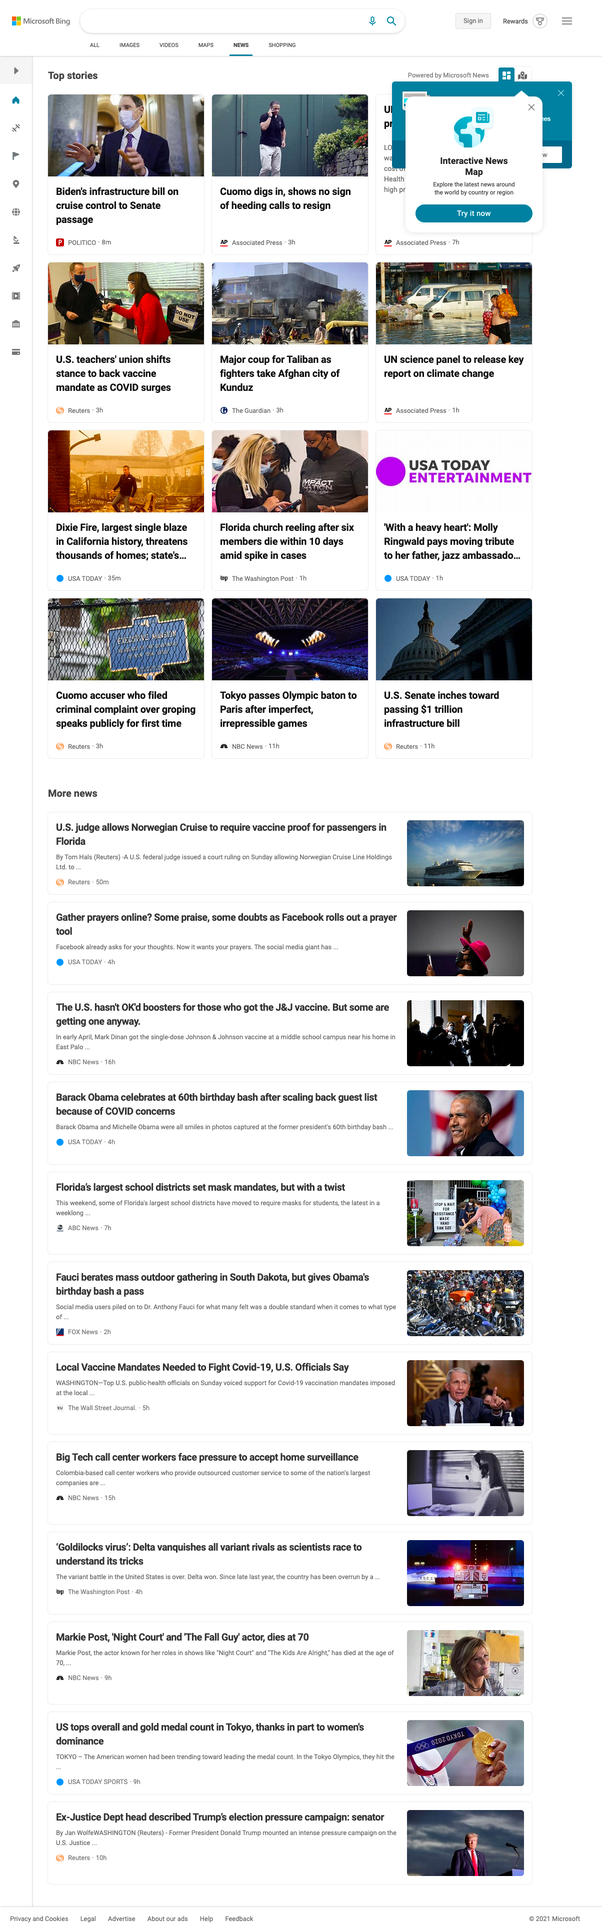 Microsoft Bing
Sign in
Rewards
ALL
IMAGES
VIDEOS
MAPS
NEWS
SHOPPING
Top stories
Powered by Microsoft News
Interactive News
Map
Explore the latest news around
the world by country or region
Try it now
Biden's infrastructure bill on
cruise control to Senate
passage
POLITICO · 8m
Cuomo digs in, shows no sign
of heeding calls to resign
AP Associated Press · 3h
Health
high pr
AP Associated Press · 7h
DO NOT
USE
U.S. teachers' union shifts
stance to back vaccine
mandate as COVID surges
Reuters · 3h
Major coup for Taliban as
fighters take Afghan city of
Kunduz
The Guardian · 3h
UN science panel to release key
report on climate change
AP Associated Press · 1h
Dixie Fire, largest single blaze
in California history, threatens
thousands of homes; state's...
USA TODAY · 35m
IMPACT
Florida church reeling after six
members die within 10 days
amid spike in cases
wp The Washington Post · 1h
USA TODAY
ENTERTAINMENT
'With a heavy heart': Molly
Ringwald pays moving tribute
to her father, jazz ambassado...
USA TODAY · 1h
EXECUTIVE MANSION
Cuomo accuser who filed
criminal complaint over groping
speaks publicly for first time
Reuters · 3h
Tokyo passes Olympic baton to
Paris after imperfect,
irrepressible games
NBC News · 11h
U.S. Senate inches toward
passing $1 trillion
infrastructure bill
Reuters · 11h
More news
U.S. judge allows Norwegian Cruise to require vaccine proof for passengers in
Florida
By Tom Hals (Reuters) -A U.S. federal judge issued a court ruling on Sunday allowing Norwegian Cruise Line Holdings
Ltd. to ...
Reuters · 50m
Gather prayers online? Some praise, some doubts as Facebook rolls out a prayer
tool
Facebook already asks for your thoughts. Now it wants your prayers. The social media giant has ...
USA TODAY · 4h
The U.S. hasn't OK'd boosters for those who got the J&J vaccine. But some are
getting one anyway.
In early April, Mark Dinan got the single-dose Johnson & Johnson vaccine at a middle school campus near his home in
East Palo ...
NBC News · 16h
Barack Obama celebrates at 60th birthday bash after scaling back guest list
because of COVID concerns
Barack Obama and Michelle Obama were all smiles in photos captured at the former president's 60th birthday bash ...
USA TODAY · 4h
Florida's largest school districts set mask mandates, but with a twist
This weekend, some of Florida's largest school districts have moved to require masks for students, the latest in a
weeklong ...
ABC News · 7h
STOP & WAIT
FOR
ASSISTANCE
MASK
HAND
SAN SIZE
Fauci berates mass outdoor gathering in South Dakota, but gives Obama's
birthday bash a pass
Social media users piled on to Dr. Anthony Fauci for what many felt was a double standard when it comes to what type
of ...
FOX News · 2h
Local Vaccine Mandates Needed to Fight Covid-19, U.S. Officials Say
WASHINGTON—Top U.S. public-health officials on Sunday voiced support for Covid-19 vaccination mandates imposed
at the local ...
The Wall Street Journal. · 5h
Big Tech call center workers face pressure to accept home surveillance
Colombia-based call center workers who provide outsourced customer service to some of the nation's largest
companies are ...
NBC News · 15h
'Goldilocks virus': Delta vanquishes all variant rivals as scientists race to
understand its tricks
The variant battle in the United States is over. Delta won. Since late last year, the country has been overrun by a ...
wp The Washington Post · 4h
Markie Post, 'Night Court' and 'The Fall Guy' actor, dies at 70
Markie Post, the actor known for her roles in shows like "Night Court" and "The Kids Are Alright," has died at the age of
70, ...
NBC News · 9h
US tops overall and gold medal count in Tokyo, thanks in part to women's
dominance
TOKYO – The American women had been trending toward leading the medal count. In the Tokyo Olympics, they hit the
...
USA TODAY SPORTS · 9h
TOKYO 2020
Ex-Justice Dept head described Trump's election pressure campaign: senator
By Jan WolfeWASHINGTON (Reuters) - Former President Donald Trump mounted an intense pressure campaign on the
U.S. Justice ...
Reuters · 10h
Privacy and Cookies
Legal
Advertise
About our ads
Help
Feedback
© 2021 Microsoft